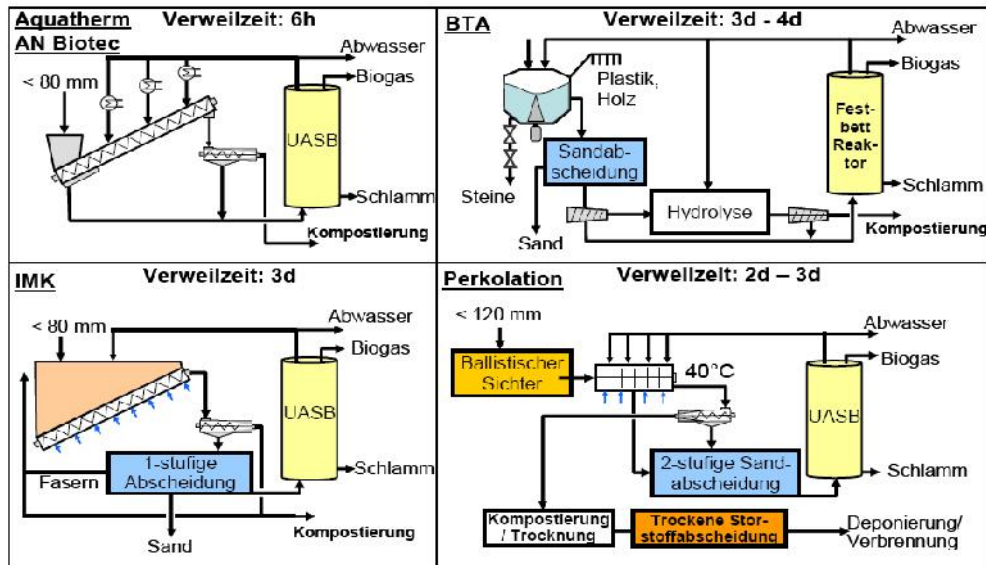 Aquatherm
AN Biotec
Verweilzeit: 6h
Abwasser
Biogas
< 80 mm
UASB
Schlamm
Kompostierung
BTA
Verweilzeit: 3d - 4d
Abwasser
Biogas
Plastik,
Holz
Fest-
bett
Reak-
tor
Sandab-
scheidung
Steine
Hydrolyse
Schlamm
Kompostierung
Sand
IMK
Verweilzeit: 3d
< 80 mm
Abwasser
Biogas
UASB
1-stufige
Abscheidung
Fasern
Schlamm
Kompostierung
Sand
Perkolation
Verweilzeit: 2d – 3d
< 120 mm
Abwasser
Ballistischer
Sichter
40°C
Biogas
UASB
2-stufige Sand-
abscheidung
Schlamm
Kompostierung
/ Trocknung
Trockene Stor-
stoffabscheidung
Deponierung/
Verbrennung